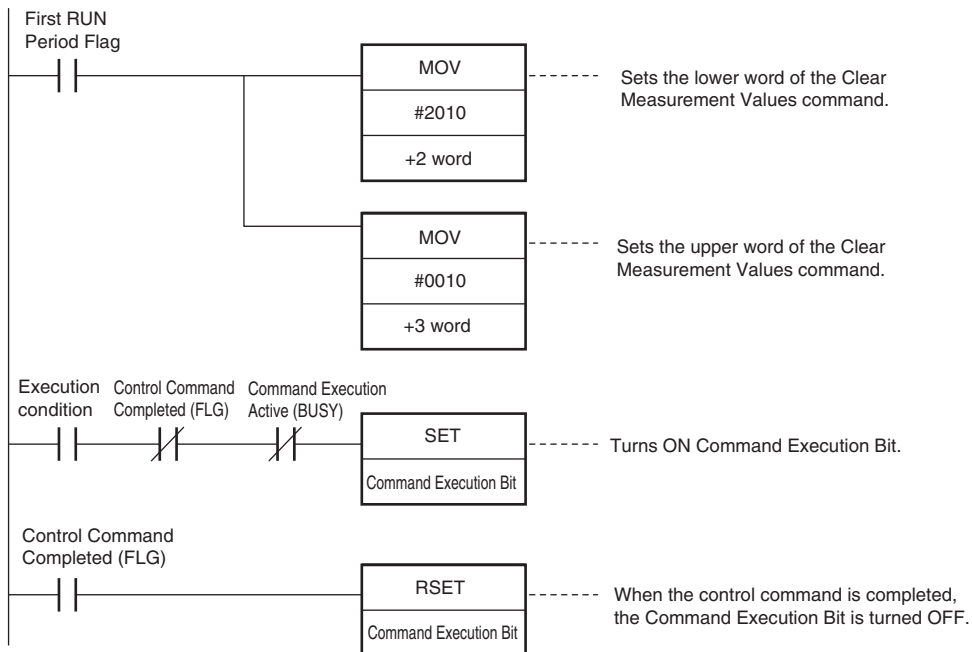 First RUN
Period Flag
MOV
#2010
+2 word
Sets the lower word of the Clear
Measurement Values command.
MOV
#0010
+3 word
Sets the upper word of the Clear
Measurement Values command.
Execution
condition
Control Command
Completed (FLG)
Command Execution
Active (BUSY)
SET
Command Execution Bit
Turns ON Command Execution Bit.
Control Command
Completed (FLG)
RSET
Command Execution Bit
When the control command is completed,
the Command Execution Bit is turned OFF.